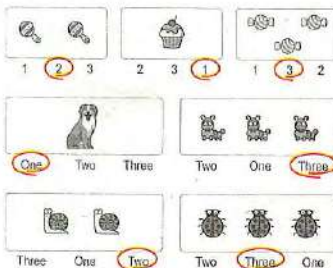 1 2 3
2 3 1
1 3 2
One Two Three
Two One Three
Three One Two
Two Three One